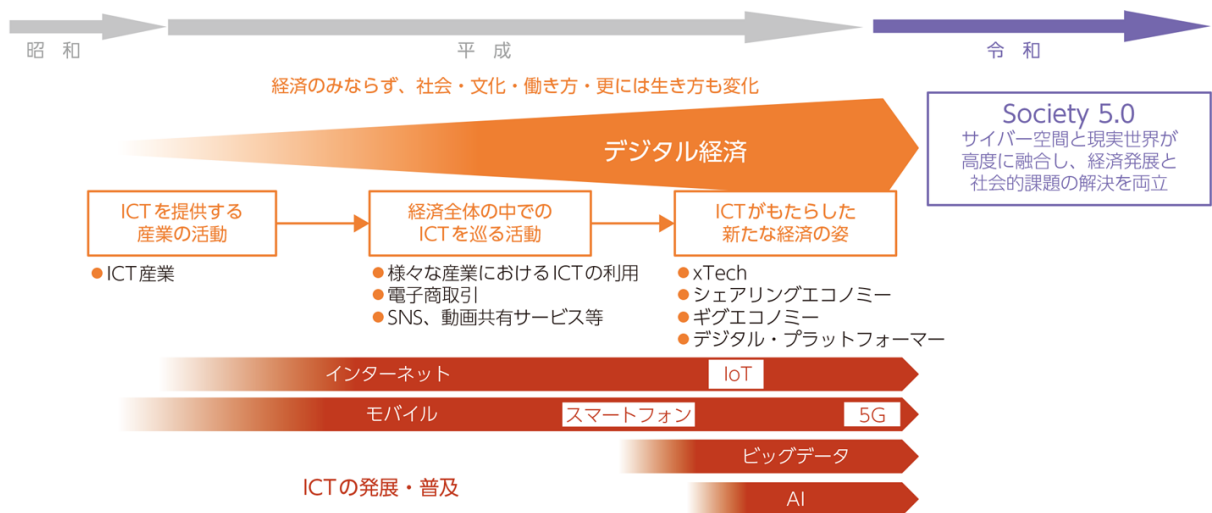 昭 和
平 成
令 和
経済のみならず、社会・文化・働き方・更には生き方も変化
デジタル経済
Society 5.0
サイバー空間と現実世界が
高度に融合し、経済発展と
社会的課題の解決を両立
ICTを提供する
産業の活動
経済全体の中での
ICTを巡る活動
ICTがもたらした
新たな経済の姿
●ICT産業
●様々な産業におけるICTの利用
●電子商取引
●SNS、動画共有サービス等
●xTech
●シェアリングエコノミー
●ギグエコノミー
●デジタル・プラットフォーマー
インターネット
IoT
モバイル
スマートフォン
5G
ビッグデータ
AI
ICTの発展・普及